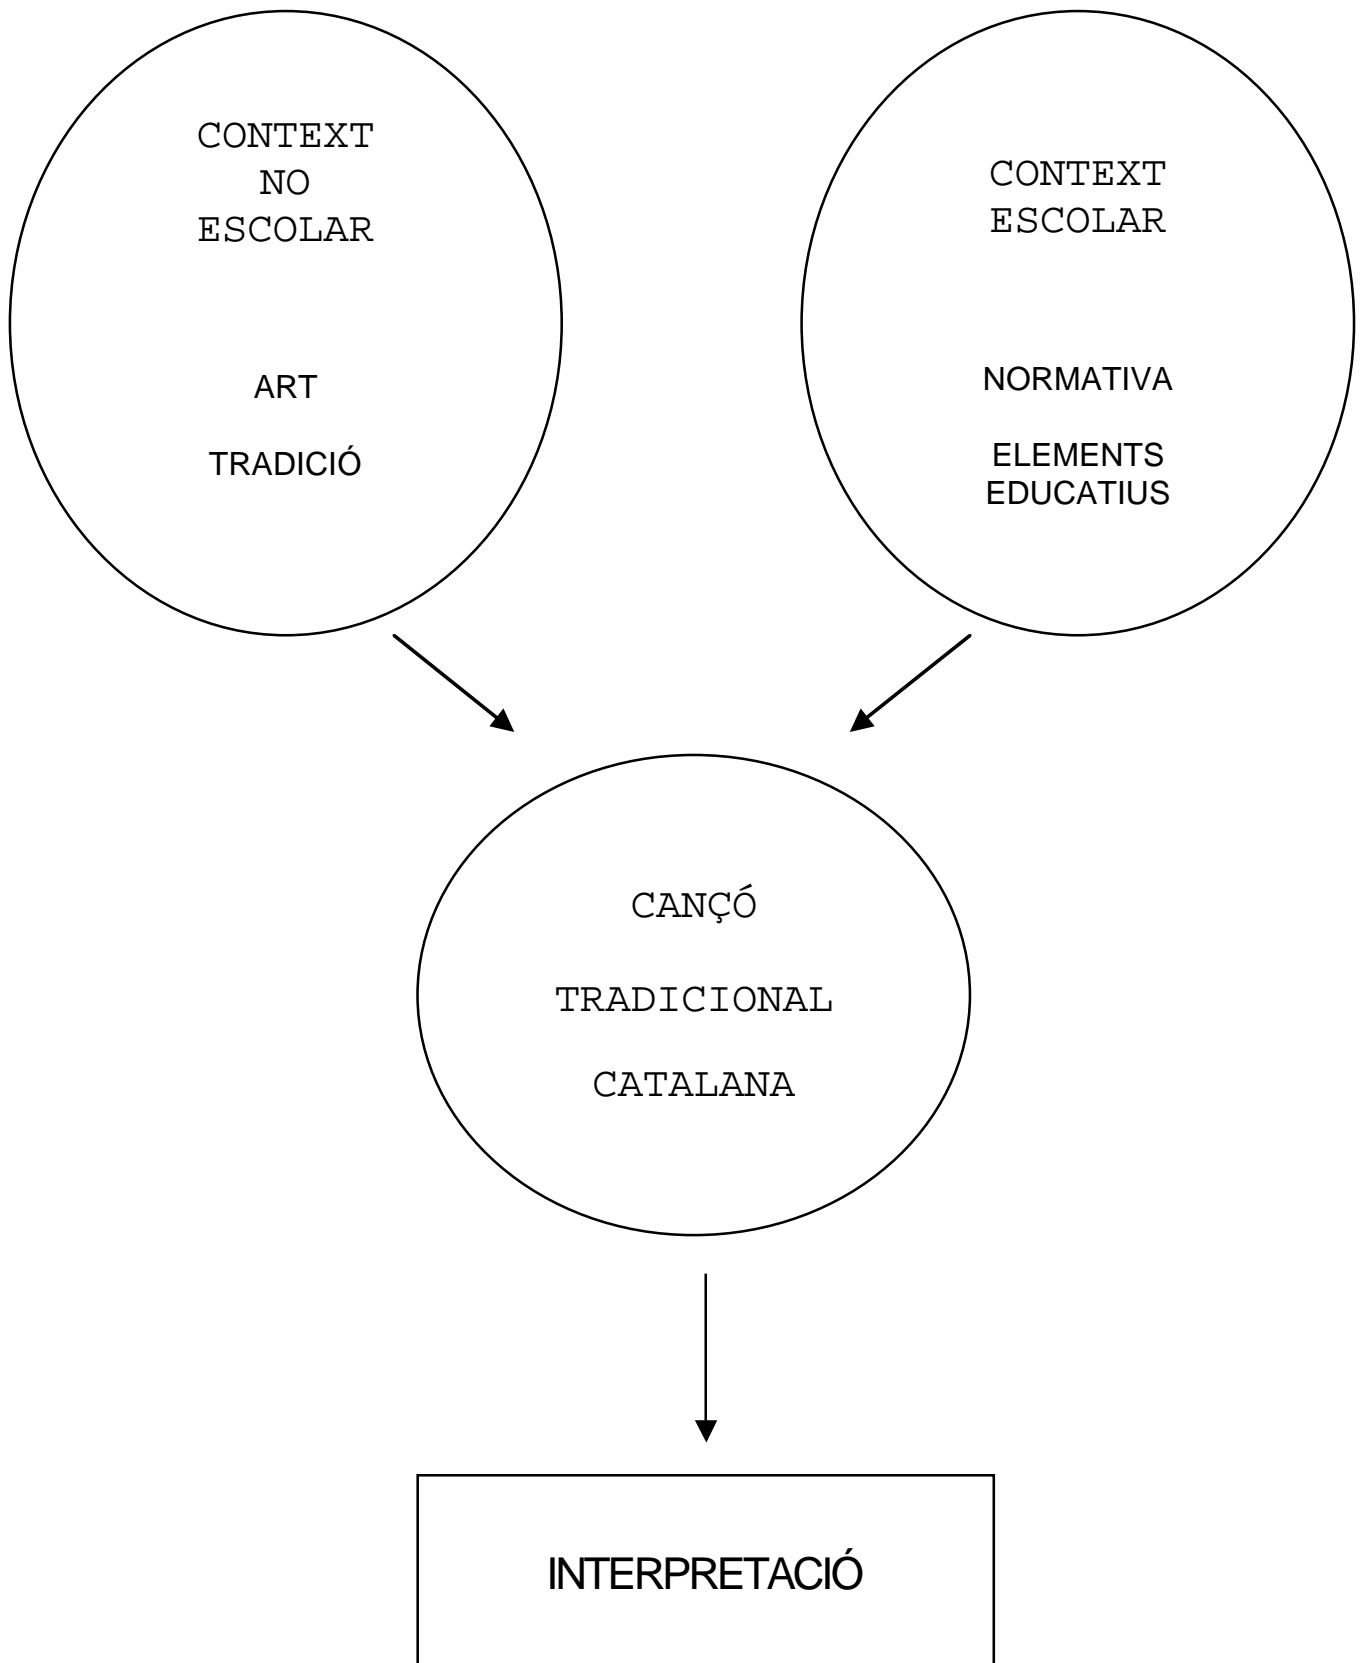 CONTEXT
NO
ESCOLAR
ART
TRADICIÓ
CONTEXT
ESCOLAR
NORMATIVA
ELEMENTS
EDUCATIUS
CANÇÓ
TRADICIONAL
CATALANA
INTERPRETACIÓ